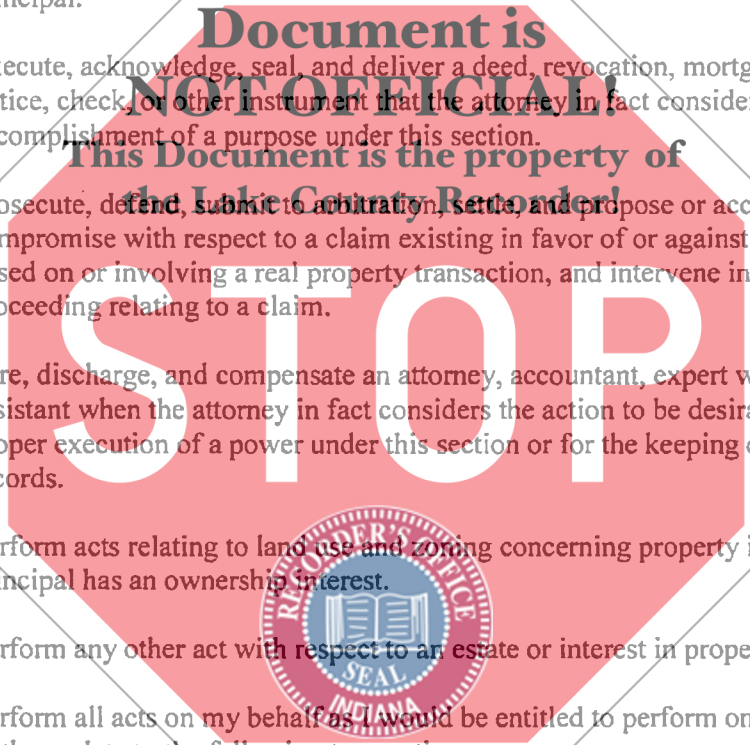 ncipal.
Document is
ecute, acknowledge, seal, and deliver a deed, revocation, mortg
NOT OFFICIAL!
tice, check, or other instrument that the attorney in fact consider
complishment of a purpose under this section.
This Document is the property of
the Lake County Recorder!
osecute, defend, submit to arbitration, settle, and propose or acc
mpromise with respect to a claim existing in favor of or against
sed on or involving a real property transaction, and intervene in
oceeding relating to a claim.
STOP
re, discharge, and compensate an attorney, accountant, expert w
sistant when the attorney in fact considers the action to be desira
oper execution of a power under this section or for the keeping o
cords.
rform acts relating to land use and zoning concerning property i
ncipal has an ownership interest.
RECORDER'S OFFICE
SEAL
INDIANA
rform any other act with respect to an estate or interest in prope
rform all acts on my behalf as I would be entitled to perform on